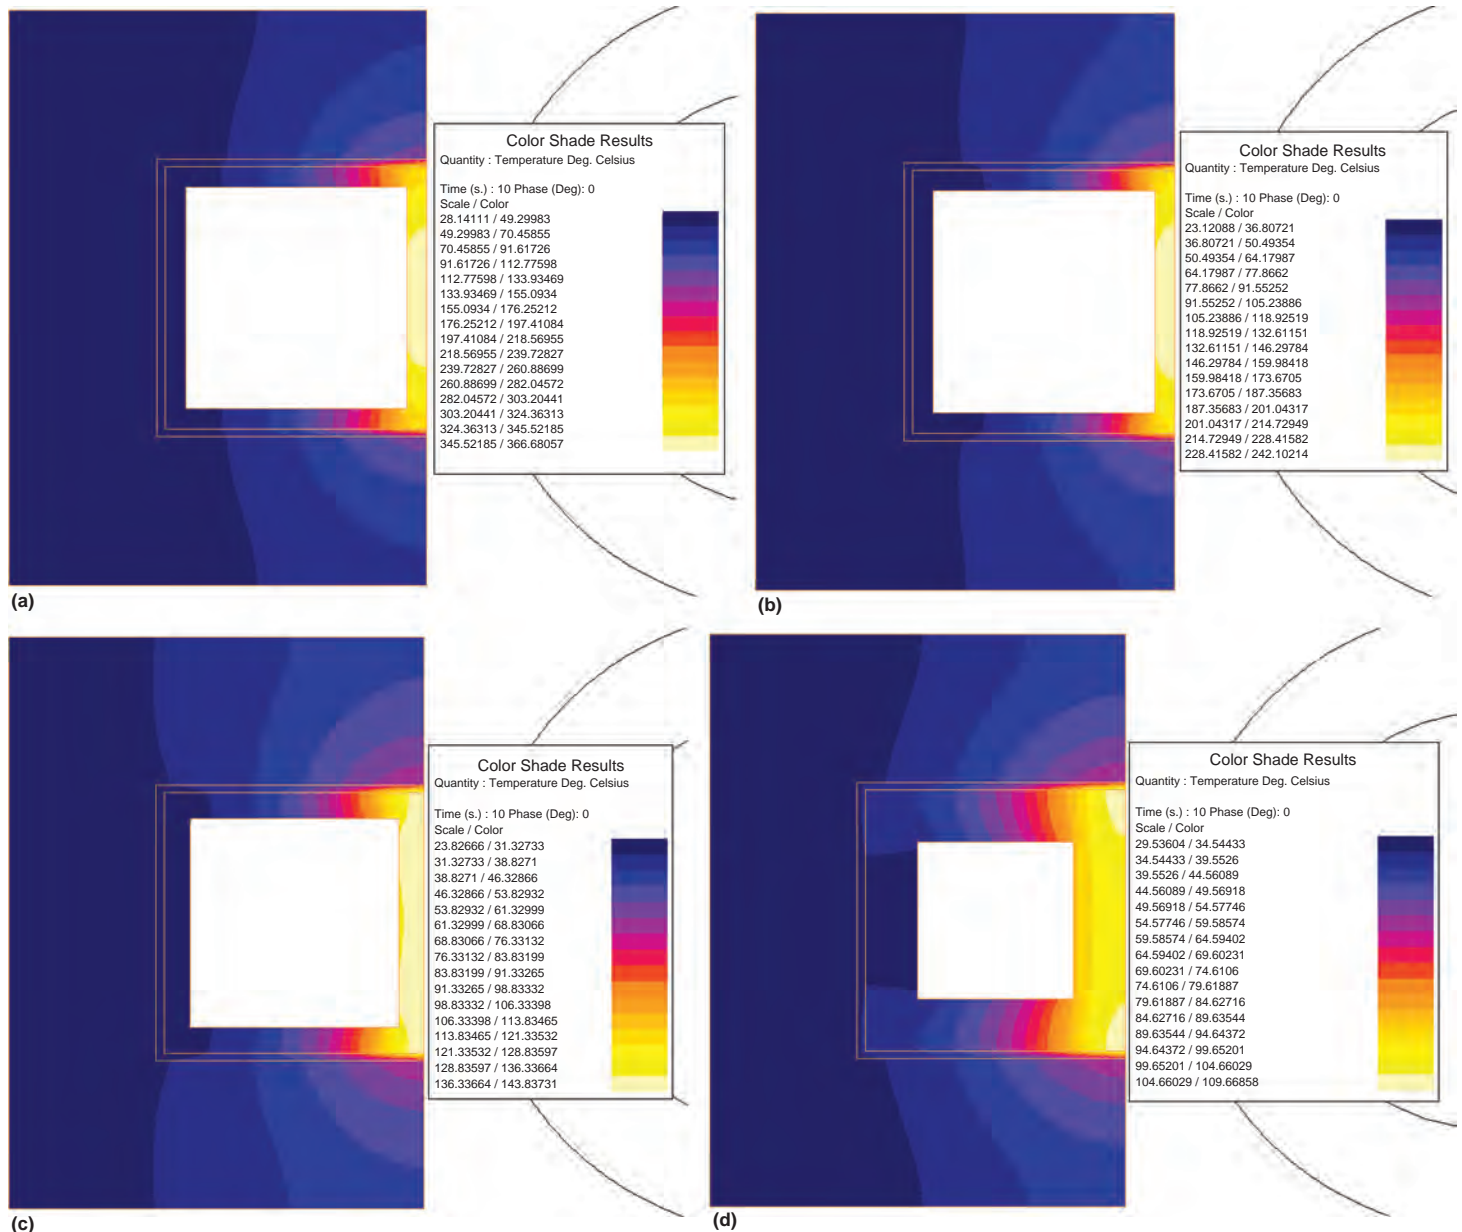 Color Shade Results
Quantity : Temperature Deg. Celsius
Time (s.) : 10 Phase (Deg): 0
Scale / Color
28.14111 / 49.29983
49.29983 / 70.45855
70.45855 / 91.61726
91.61726 / 112.77598
112.77598 / 133.93469
133.93469 / 155.0934
155.0934 / 176.25212
176.25212 / 197.41084
197.41084 / 218.56955
218.56955 / 239.72827
239.72827 / 260.88699
260.88699 / 282.04572
282.04572 / 303.20441
303.20441 / 324.36313
324.36313 / 345.52185
345.52185 / 366.68057
(a)
Color Shade Results
Quantity : Temperature Deg. Celsius
Time (s.) : 10 Phase (Deg): 0
Scale / Color
23.12088 / 36.80721
36.80721 / 50.49354
50.49354 / 64.17987
64.17987 / 77.8662
77.8662 / 91.55252
91.55252 / 105.23886
105.23886 / 118.92519
118.92519 / 132.61151
132.61151 / 146.29784
146.29784 / 159.98418
159.98418 / 173.6705
173.6705 / 187.35683
187.35683 / 201.04317
201.04317 / 214.72949
214.72949 / 228.41582
228.41582 / 242.10214
(b)
Color Shade Results
Quantity : Temperature Deg. Celsius
Time (s.) : 10 Phase (Deg): 0
Scale / Color
23.82666 / 31.32733
31.32733 / 38.8271
38.8271 / 46.32866
46.32866 / 53.82932
53.82932 / 61.32999
61.32999 / 68.83066
68.83066 / 76.33132
76.33132 / 83.83199
83.83199 / 91.33265
91.33265 / 98.83332
98.83332 / 106.33398
106.33398 / 113.83465
113.83465 / 121.33532
121.33532 / 128.83597
128.83597 / 136.33664
136.33664 / 143.83731
(c)
Color Shade Results
Quantity : Temperature Deg. Celsius
Time (s.) : 10 Phase (Deg): 0
Scale / Color
29.53604 / 34.54433
34.54433 / 39.5526
39.5526 / 44.56089
44.56089 / 49.56918
49.56918 / 54.57746
54.57746 / 59.58574
59.58574 / 64.59402
64.59402 / 69.60231
69.60231 / 74.6106
74.6106 / 79.61887
79.61887 / 84.62716
84.62716 / 89.63544
89.63544 / 94.64372
94.64372 / 99.65201
99.65201 / 104.66029
104.66029 / 109.66858
(d)